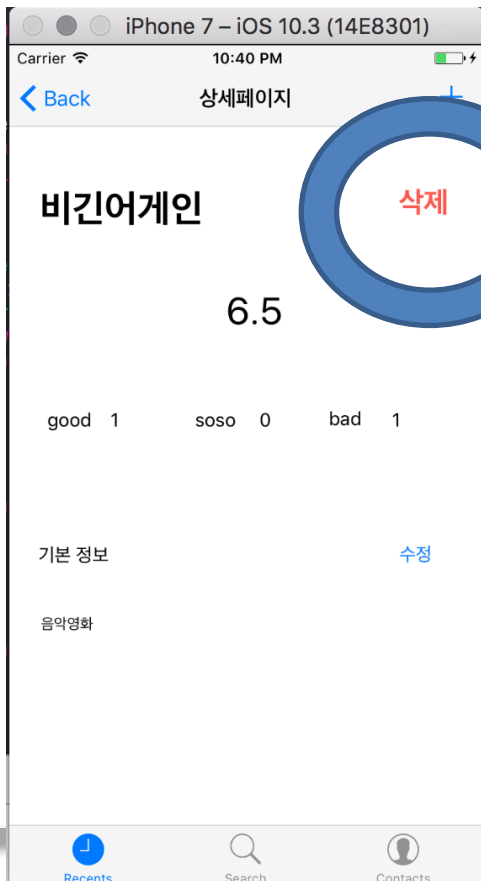 iPhone 7 – iOS 10.3 (14E8301)
Carrier 10:40 PM
Back 상세페이지 +
비긴어게인 삭제
6.5
good 1 soso 0 bad 1
기본 정보 수정
음악영화
Recents Search Contacts